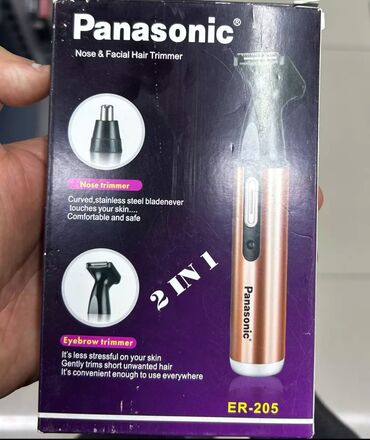 Panasonic®
Nose & Facial Hair Trimmer
Nose trimmer
Curved,stainless steel bladenever
touches your skin....
Comfortable and safe
2 IN 1
Eyebrow trimmer
It's less stressful on your skin
Gently trims short unwanted hair
It's convenient enough to use everywhere
Panasonic®
ER-205